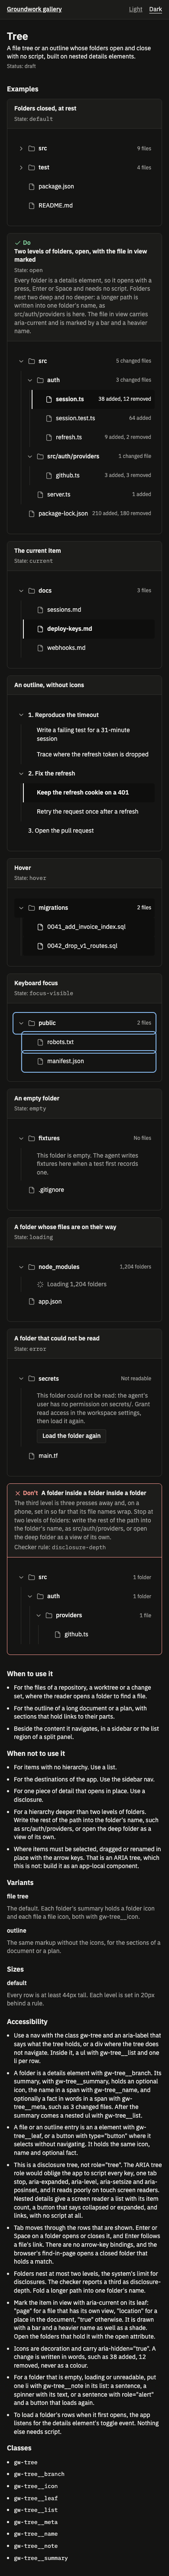 Groundwork gallery
Light Dark
Tree
A file tree or an outline whose folders open and close
with no script, built on nested details elements.
Status: draft
Examples
Folders closed, at rest
State: default
src 9 files
test 4 files
package.json
README.md
Do
Two levels of folders, open, with the file in view
marked
State: open
Every folder is a details element, so it opens with a
press, Enter or Space and needs no script. Folders
nest two deep and no deeper: a longer path is
written into one folder's name, as
src/auth/providers is here. The file in view carries
aria-current and is marked by a bar and a heavier
name.
src 5 changed files
auth 3 changed files
session.ts 38 added, 12 removed
session.test.ts 64 added
refresh.ts 9 added, 2 removed
src/auth/providers 1 changed file
github.ts 3 added, 3 removed
server.ts 1 added
package-lock.json 210 added, 180 removed
The current item
State: current
docs 3 files
sessions.md
deploy-keys.md
webhooks.md
An outline, without icons
1. Reproduce the timeout
Write a failing test for a 31-minute
session
Trace where the refresh token is dropped
2. Fix the refresh
Keep the refresh cookie on a 401
Retry the request once after a refresh
3. Open the pull request
Hover
State: hover
migrations 2 files
0041_add_invoice_index.sql
0042_drop_v1_routes.sql
Keyboard focus
State: focus-visible
public 2 files
robots.txt
manifest.json
An empty folder
State: empty
fixtures No files
This folder is empty. The agent writes
fixtures here when a test first records
one.
.gitignore
A folder whose files are on their way
State: loading
node_modules 1,204 folders
Loading 1,204 folders
app.json
A folder that could not be read
State: error
secrets Not readable
This folder could not be read: the agent's
user has no permission on secrets/. Grant
it access in the workspace settings,
then load it again.
Load the folder again
main.tf
Don't A folder inside a folder inside a folder
The third level is three presses away and, on a
phone, set in so far that its file names wrap. Stop at
two levels of folders: write the rest of the path into
the folder's name, as src/auth/providers, or open
the deep folder as a view of its own.
Checker rule: disclosure-depth
src 1 folder
auth 1 folder
providers 1 file
github.ts
When to use it
For the files of a repository, a worktree or a change
set, where the reader opens a folder to find a file.
For the outline of a long document or a plan, with
sections that hold links to their parts.
Beside the content it navigates, in a sidebar or the list
region of a split panel.
When not to use it
For items with no hierarchy. Use a list.
For the destinations of the app. Use the sidebar nav.
For one piece of detail that opens in place. Use a
disclosure.
For a hierarchy deeper than two levels of folders.
Write the rest of the path into the folder's name, such
as src/auth/providers, or open the deep folder as a
view of its own.
Where items must be selected, dragged or renamed in
place with the arrow keys. That is an ARIA tree, which
this is not: build it as an app-local component.
Variants
file tree
The default. Each folder's summary holds a folder icon
and each file a file icon, both with gw-tree__icon.
outline
The same markup without the icons, for the sections of a
document or a plan.
Sizes
default
Every row is at least 44px tall. Each level is set in 20px
behind a rule.
Accessibility
Use a nav with the class gw-tree and an aria-label that
says what the tree holds, or a div where the tree does
not navigate. Inside it, a ul with gw-tree__list and one
li per row.
A folder is a details element with gw-tree__branch. Its
summary, with gw-tree__summary, holds an optional
icon, the name in a span with gw-tree__name, and
optionally a fact in words in a span with gw-
tree__meta, such as 3 changed files. After the
summary comes a nested ul with gw-tree__list.
A file or an outline entry is an a element with gw-
tree__leaf, or a button with type="button" where it
selects without navigating. It holds the same icon,
name and optional fact.
This is a disclosure tree, not role="tree". The ARIA tree
role would oblige the app to script every key, one tab
stop, aria-expanded, aria-level, aria-setsize and aria-
posinset, and it reads poorly on touch screen readers.
Nested details give a screen reader a list with its item
count, a button that says collapsed or expanded, and
links, with no script at all.
Tab moves through the rows that are shown. Enter or
Space on a folder opens or closes it, and Enter follows
a file's link. There are no arrow-key bindings, and the
browser's find-in-page opens a closed folder that
holds a match.
Folders nest at most two levels, the system's limit for
disclosures. The checker reports a third as disclosure-
depth. Fold a longer path into one folder's name.
Mark the item in view with aria-current, on its leaf:
"page" for a file that has its own view, "location" for a
place in the document, "true" otherwise. It is drawn
with a bar and a heavier name as well as a shade.
Open the folders that hold it with the open attribute.
Icons are decoration and carry aria-hidden="true". A
change is written in words, such as 38 added, 12
removed, never as a colour.
For a folder that is empty, loading or unreadable, put
one li with gw-tree__note in its list: a sentence, a
spinner with its text, or a sentence with role="alert"
and a button that loads again.
To load a folder's rows when it first opens, the app
listens for the details element's toggle event. Nothing
else needs script.
Classes
gw-tree
gw-tree__branch
gw-tree__icon
gw-tree__leaf
gw-tree__list
gw-tree__meta
gw-tree__name
gw-tree__note
gw-tree__summary